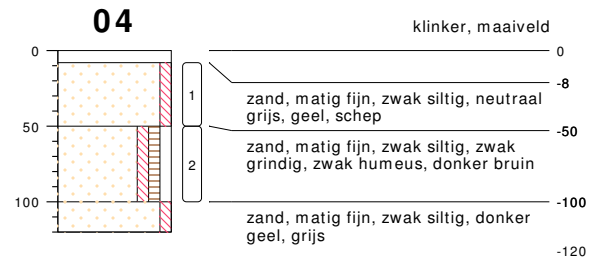 04
klinker, maaiveld
0
0
-8
1
zand, matig fijn, zwak siltig, neutraal
grijs, geel, schep
50
-50
zand, matig fijn, zwak siltig, zwak
grindig, zwak humeus, donker bruin
2
100
-100
zand, matig fijn, zwak siltig, donker
geel, grijs
-120